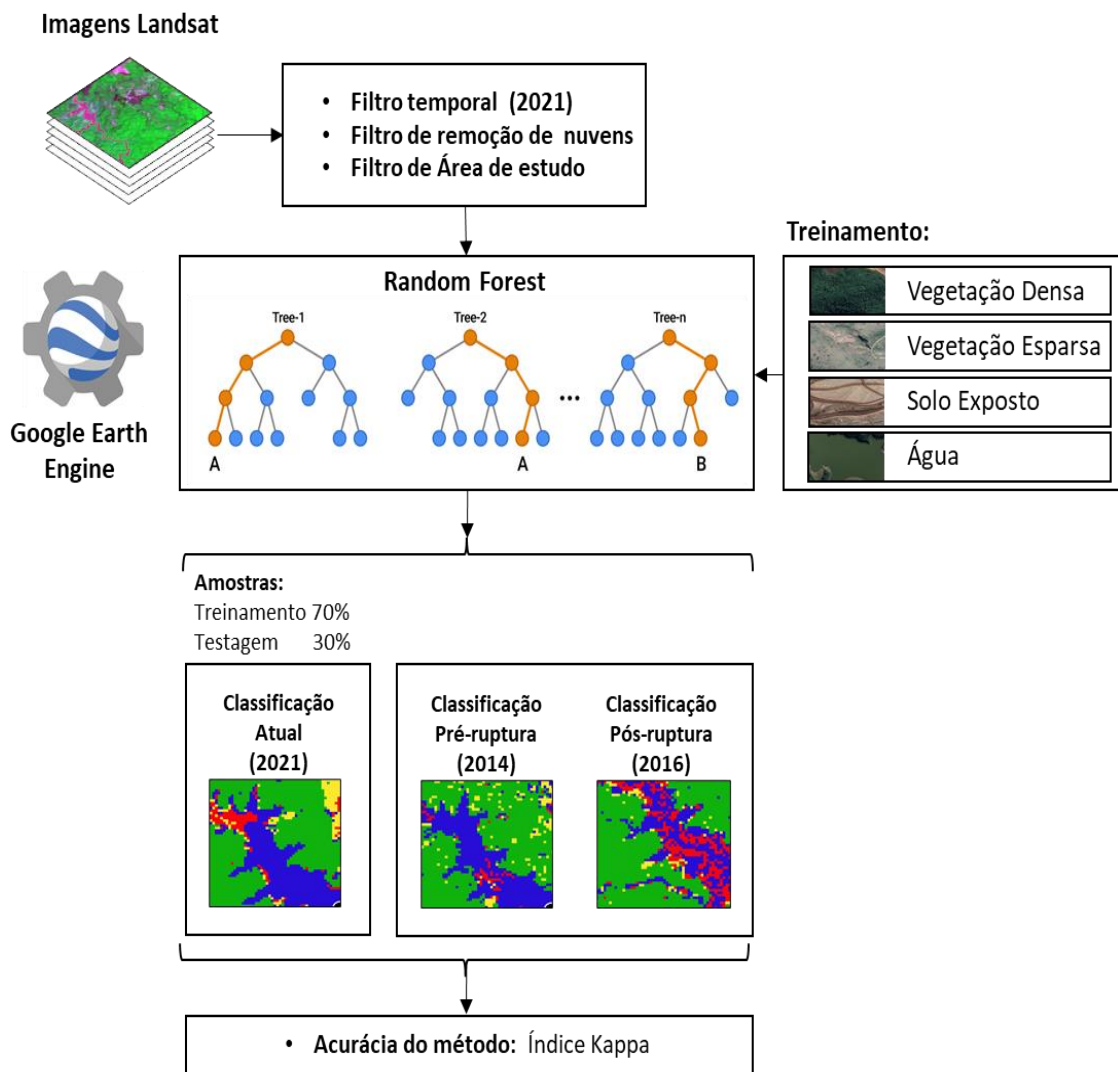 Imagens Landsat
• Filtro temporal (2021)
• Filtro de remoção de nuvens
• Filtro de Área de estudo
Treinamento:
Vegetação Densa
Vegetação Esparsa
Solo Exposto
Água
Google Earth
Engine
Random Forest
Tree-1
Tree-2
Tree-n
...
A
A
B
Amostras:
Treinamento 70%
Testagem 30%
Classificação
Atual
(2021)
Classificação
Pré-ruptura
(2014)
Classificação
Pós-ruptura
(2016)
• Acurácia do método: Índice Kappa